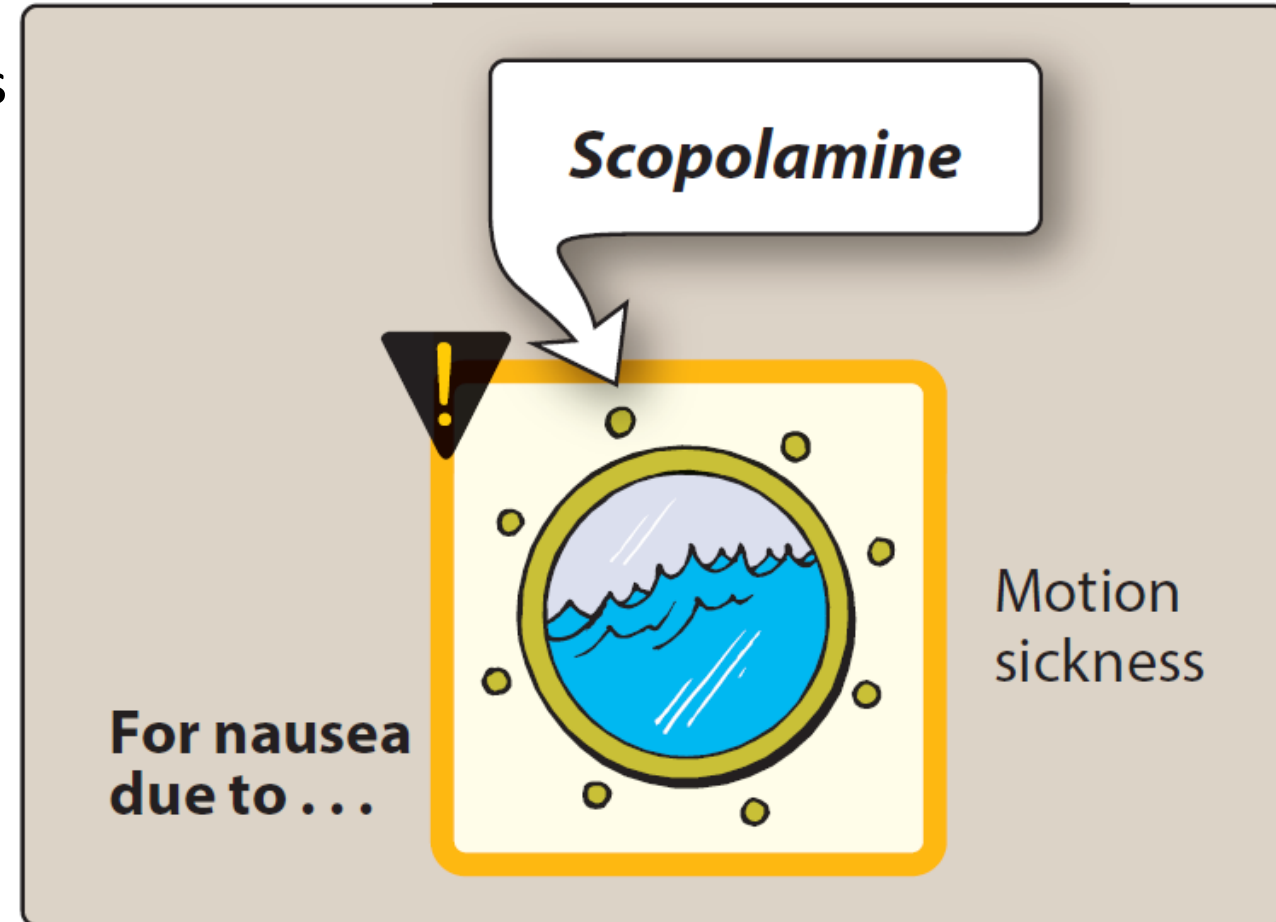 s
Scopolamine
!
Motion
sickness
For nausea
due to . . .